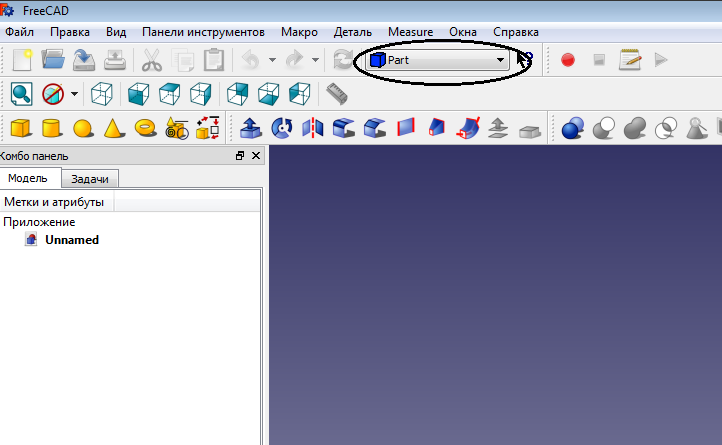 FreeCAD
Файл Правка Вид Панели инструментов Макро Деталь Measure Окна Справка
Part
Комбо панель
Модель Задачи
Метки и атрибуты
Приложение
Unnamed